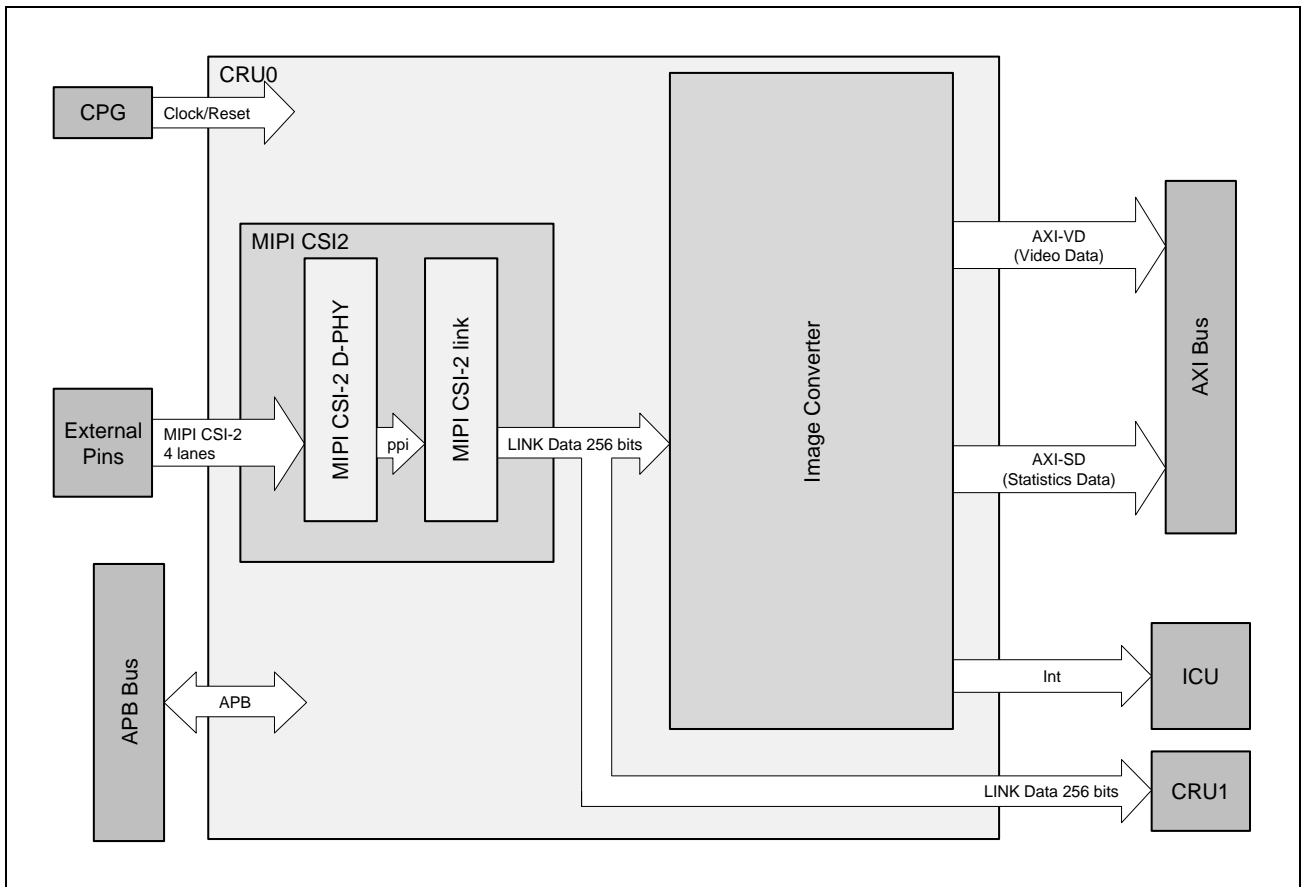 CRU0
CPG
Clock/Reset
MIPI CSI2
MIPI CSI-2 D-PHY
MIPI CSI-2 link
External
Pins
MIPI CSI-2
4 lanes
ppi
LINK Data 256 bits
Image Converter
AXI-VD
(Video Data)
AXI-SD
(Statistics Data)
AXI Bus
APB Bus
APB
Int
ICU
LINK Data 256 bits
CRU1